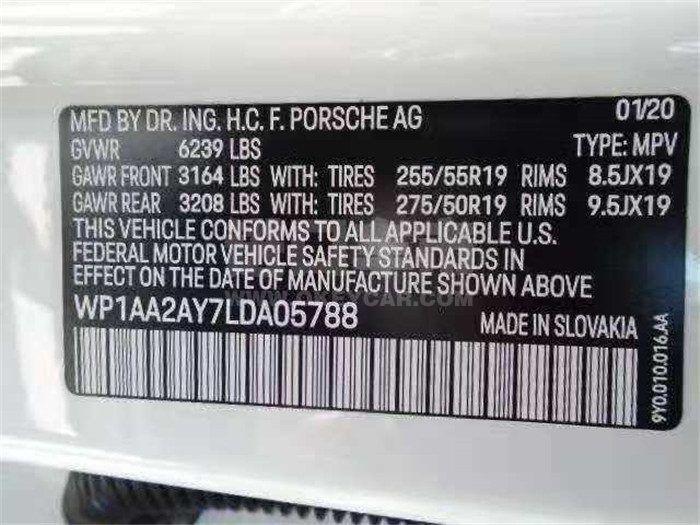 MFD BY DR. ING. H.C. F. PORSCHE AG 01/20
GVWR 6239 LBS TYPE: MPV
GAWR FRONT 3164 LBS WITH: TIRES 255/55R19 RIMS 8.5JX19
GAWR REAR 3208 LBS WITH: TIRES 275/50R19 RIMS 9.5JX19
THIS VEHICLE CONFORMS TO ALL APPLICABLE U.S.
FEDERAL MOTOR VEHICLE SAFETY STANDARDS IN
EFFECT ON THE DATE OF MANUFACTURE SHOWN ABOVE
WP1AA2AY7LDA05788 MADE IN SLOVAKIA
9Y0.010.016.AA